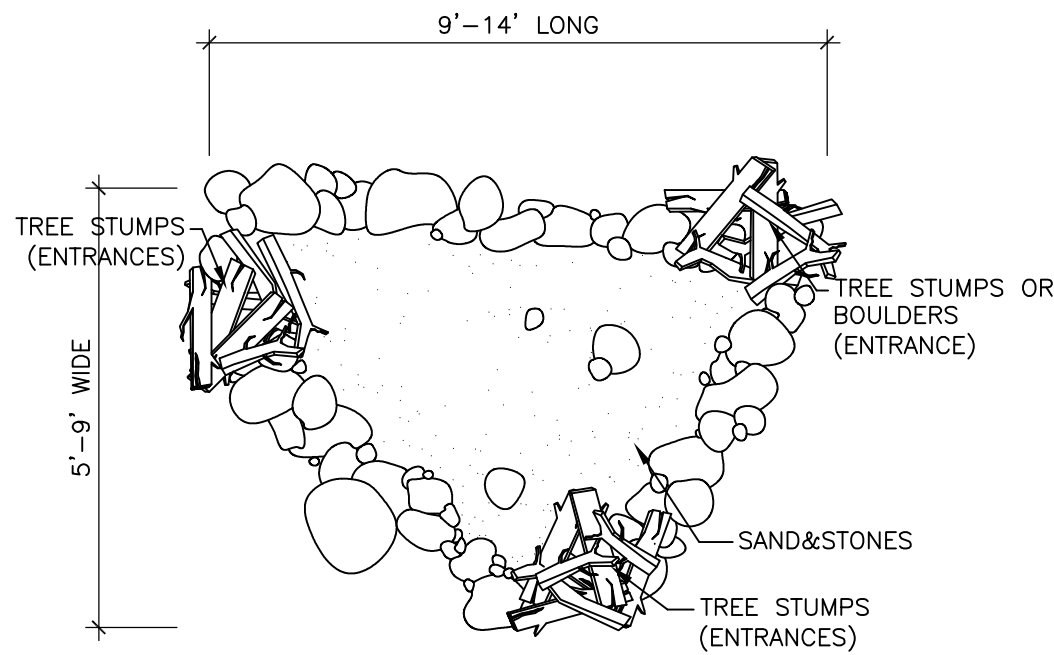 9'-14' LONG
TREE STUMPS
(ENTRANCES)
5'-9' WIDE
TREE STUMPS OR
BOULDERS
(ENTRANCE)
SAND&STONES
TREE STUMPS
(ENTRANCES)